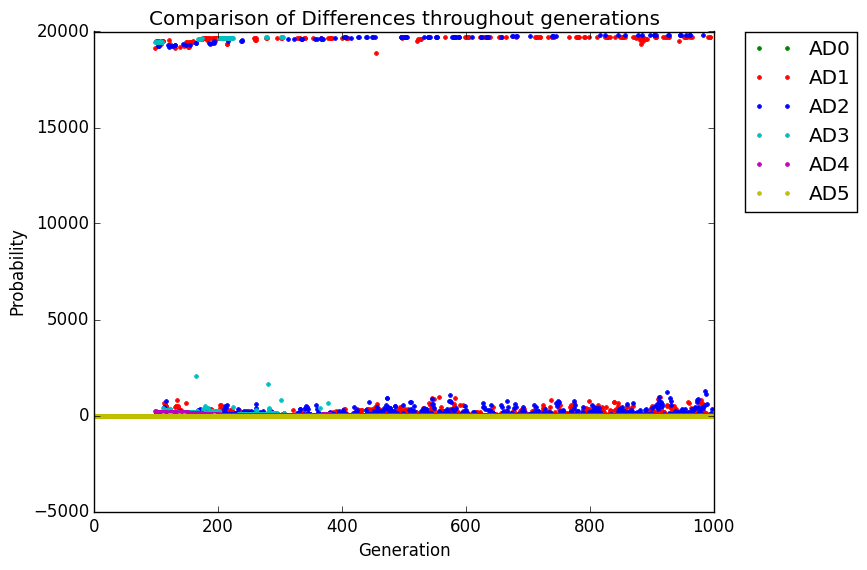 Comparison of Differences throughout generations
20000
15000
10000
5000
0
−5000
Probability
0 200 400 600 800 1000
Generation
AD0
AD1
AD2
AD3
AD4
AD5